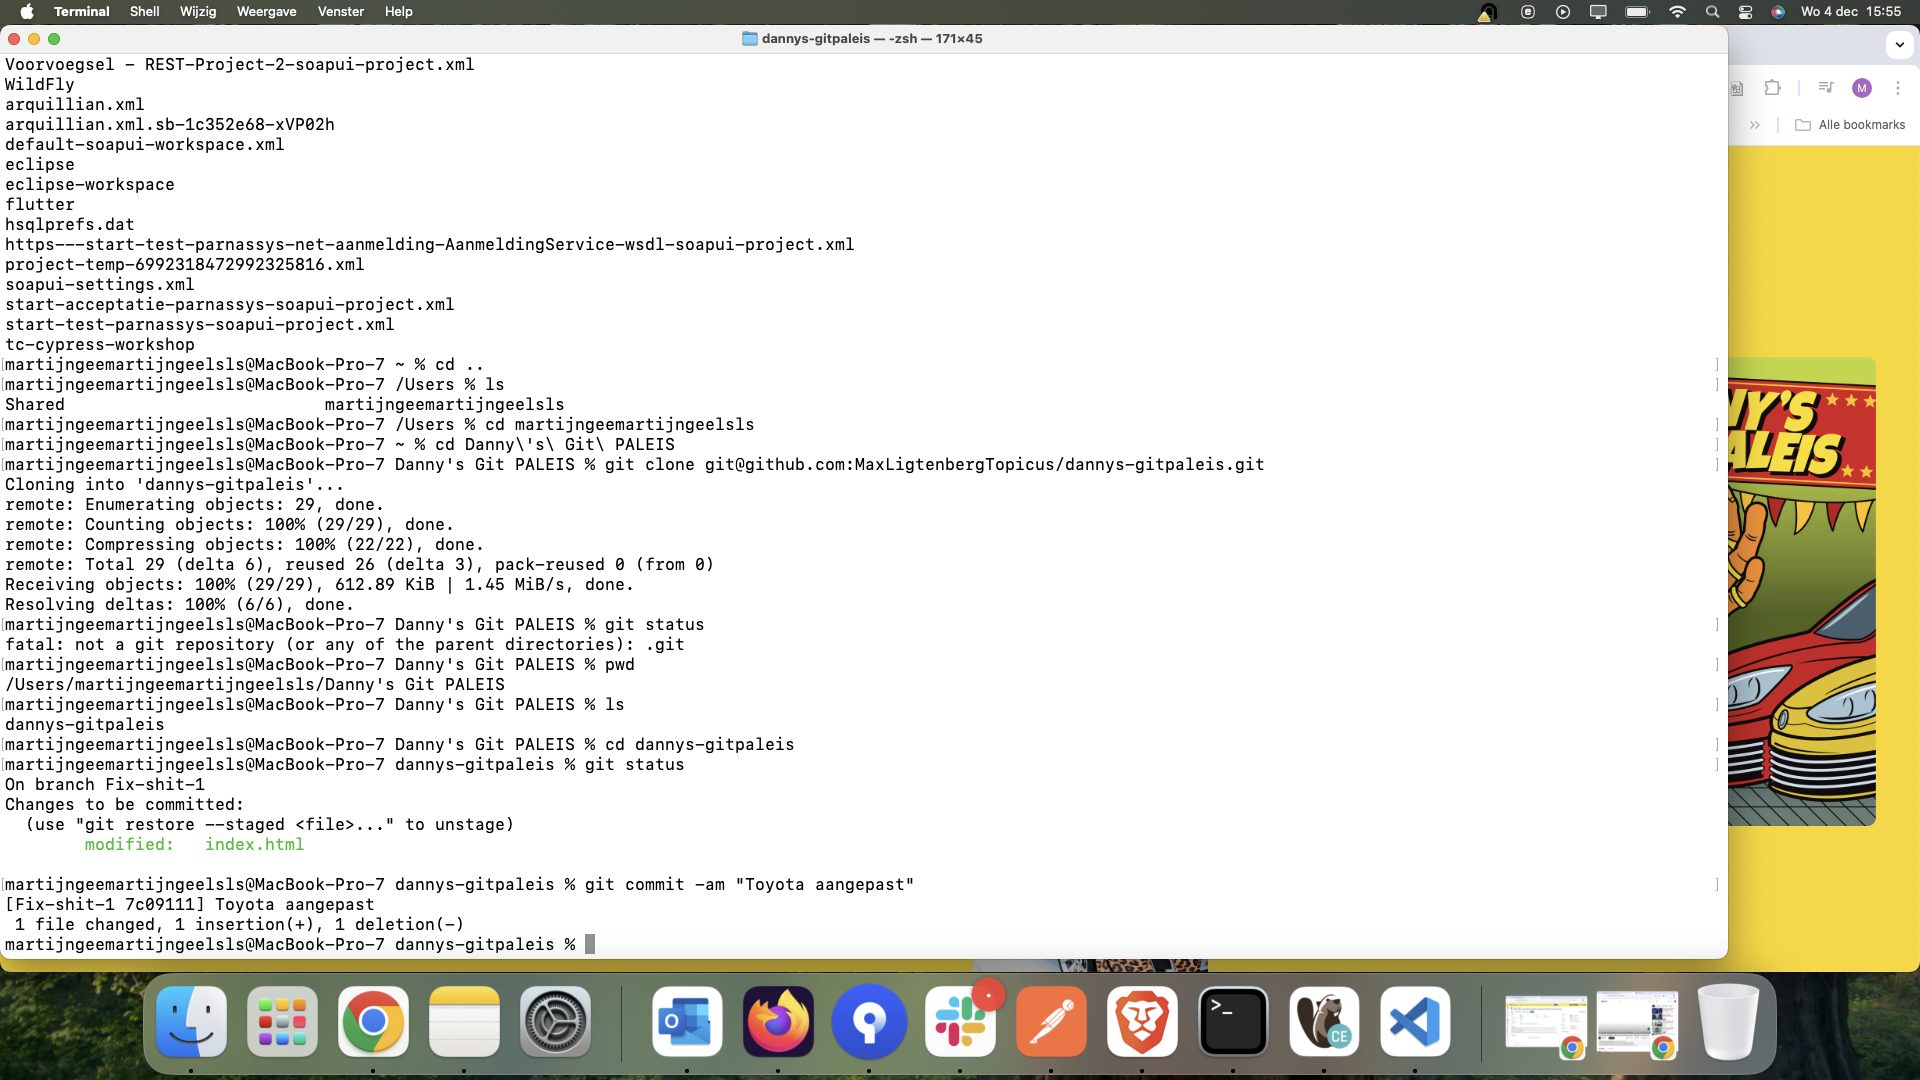 Terminal Shell Wijzig Weergave Venster Help Wo 4 dec 15:55
dannys-gitpaleis — -zsh — 171×45
Voorvoegsel - REST-Project-2-soapui-project.xml
WildFly
arquillian.xml
arquillian.xml.sb-1c352e68-xVP02h
default-soapui-workspace.xml
eclipse
eclipse-workspace
flutter
hsqlprefs.dat
https---start-test-parnassys-net-aanmelding-AanmeldingService-wsdl-soapui-project.xml
project-temp-6992318472992325816.xml
soapui-settings.xml
start-acceptatie-parnassys-soapui-project.xml
start-test-parnassys-soapui-project.xml
tc-cypress-workshop
martijngeemartijngeelsls@MacBook-Pro-7 ~ % cd ..
martijngeemartijngeelsls@MacBook-Pro-7 /Users % ls
Shared martijngeemartijngeelsls
martijngeemartijngeelsls@MacBook-Pro-7 /Users % cd martijngeemartijngeelsls
martijngeemartijngeelsls@MacBook-Pro-7 ~ % cd Danny\'s\ Git\ PALEIS
martijngeemartijngeelsls@MacBook-Pro-7 Danny's Git PALEIS % git clone git@github.com:MaxLigtenbergTopicus/dannys-gitpaleis.git
Cloning into 'dannys-gitpaleis'...
remote: Enumerating objects: 29, done.
remote: Counting objects: 100% (29/29), done.
remote: Compressing objects: 100% (22/22), done.
remote: Total 29 (delta 6), reused 26 (delta 3), pack-reused 0 (from 0)
Receiving objects: 100% (29/29), 612.89 KiB | 1.45 MiB/s, done.
Resolving deltas: 100% (6/6), done.
martijngeemartijngeelsls@MacBook-Pro-7 Danny's Git PALEIS % git status
fatal: not a git repository (or any of the parent directories): .git
martijngeemartijngeelsls@MacBook-Pro-7 Danny's Git PALEIS % pwd
/Users/martijngeemartijngeelsls/Danny's Git PALEIS
martijngeemartijngeelsls@MacBook-Pro-7 Danny's Git PALEIS % ls
dannys-gitpaleis
martijngeemartijngeelsls@MacBook-Pro-7 Danny's Git PALEIS % cd dannys-gitpaleis
martijngeemartijngeelsls@MacBook-Pro-7 dannys-gitpaleis % git status
On branch Fix-shit-1
Changes to be committed:
(use "git restore --staged <file>..." to unstage)
modified: index.html
martijngeemartijngeelsls@MacBook-Pro-7 dannys-gitpaleis % git commit -am "Toyota aangepast"
[Fix-shit-1 7c09111] Toyota aangepast
1 file changed, 1 insertion(+), 1 deletion(-)
martijngeemartijngeelsls@MacBook-Pro-7 dannys-gitpaleis %
M
Alle bookmarks
NY'S
ALEIS
CE